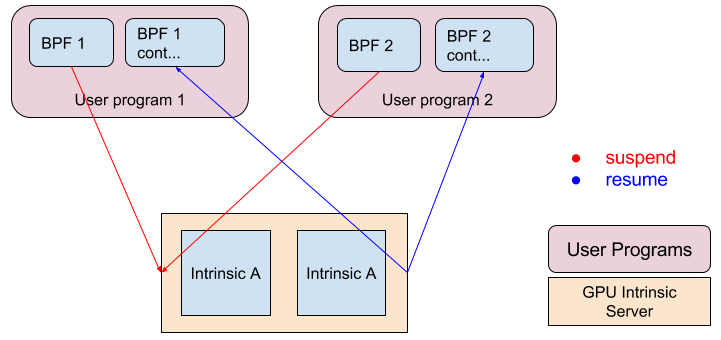 BPF 1
BPF 1
cont...
User program 1
BPF 2
BPF 2
cont...
User program 2
suspend
resume
Intrinsic A
Intrinsic A
User Programs
GPU Intrinsic
Server